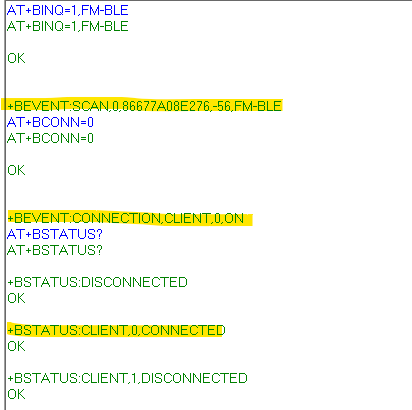 AT+BINQ=1,FM-BLE
AT+BINQ=1,FM-BLE
OK
+BEVENT:SCAN,0,86677A08E276,-56,FM-BLE
AT+BCONN=0
AT+BCONN=0
OK
+BEVENT:CONNECTION,CLIENT,0,ON
AT+BSTATUS?
AT+BSTATUS?
+BSTATUS:DISCONNECTED
OK
+BSTATUS:CLIENT,0,CONNECTED
OK
+BSTATUS:CLIENT,1,DISCONNECTED
OK